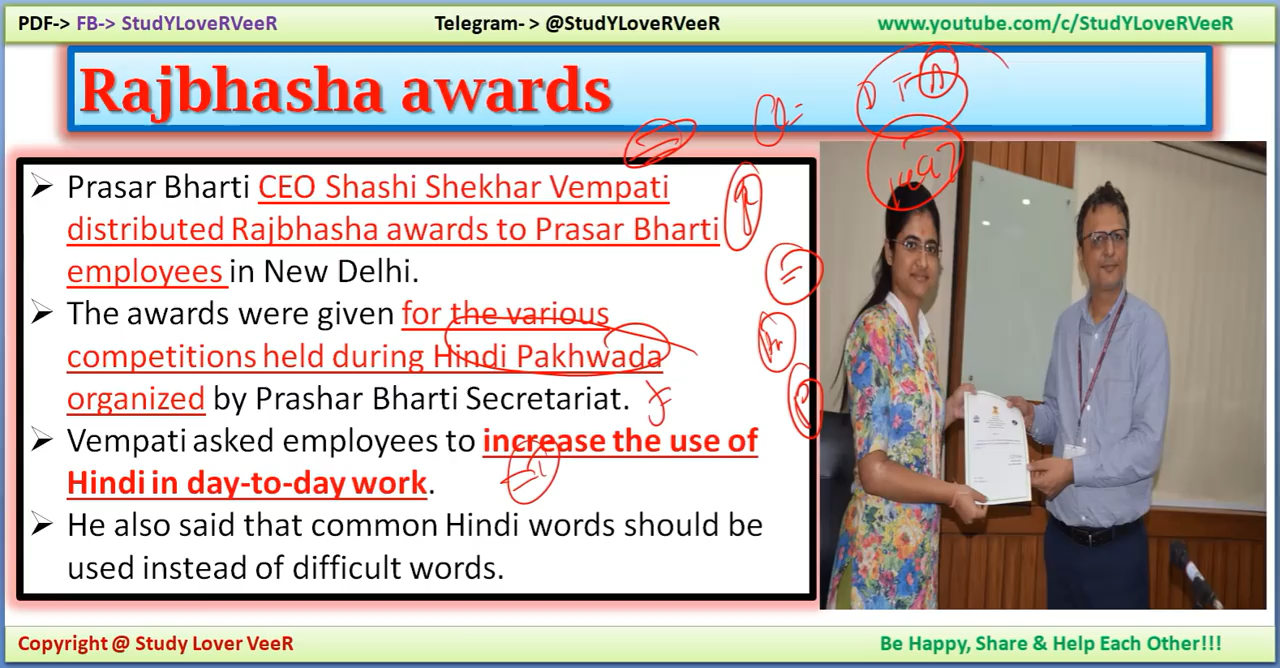 PDF-> FB-> StudYLoveRVeeR
Telegram- > @StudYLoveRVeeR
www.youtube.com/c/StudYLoveRVeeR
Rajbhasha awards
➢ Prasar Bharti CEO Shashi Shekhar Vempati
distributed Rajbhasha awards to Prasar Bharti
employees in New Delhi.
➢ The awards were given for the various
competitions held during Hindi Pakhwada
organized by Prashar Bharti Secretariat.
➢ Vempati asked employees to increase the use of
Hindi in day-to-day work.
➢ He also said that common Hindi words should be
used instead of difficult words.
Copyright @ Study Lover VeeR
Be Happy, Share & Help Each Other!!!